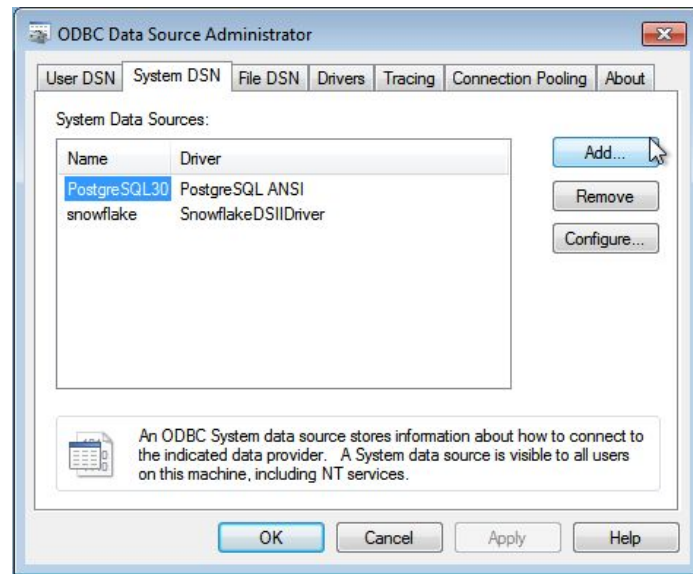 ODBC Data Source Administrator
User DSN System DSN File DSN Drivers Tracing Connection Pooling About
System Data Sources:
Name Driver
PostgreSQL30 PostgreSQL ANSI
snowflake SnowflakeDSIIDriver
Add...
Remove
Configure...
An ODBC System data source stores information about how to connect to
the indicated data provider. A System data source is visible to all users
on this machine, including NT services.
OK Cancel Apply Help